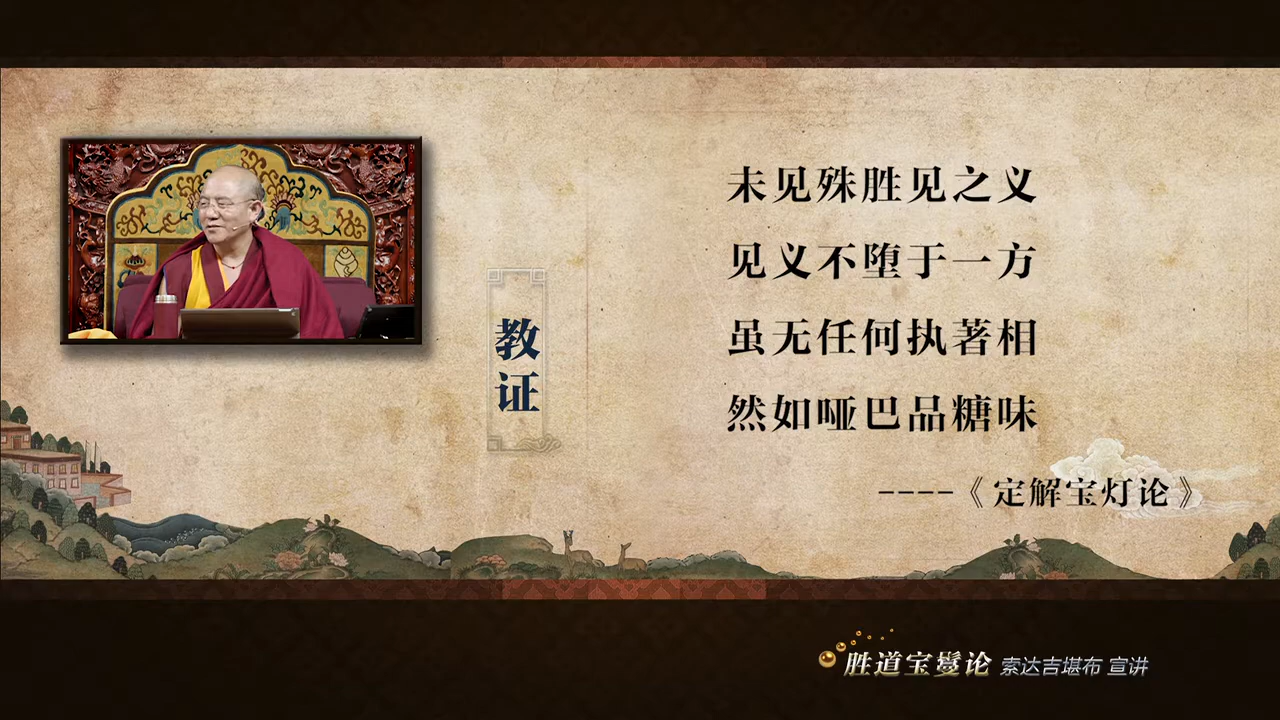 教证
未见殊胜见之义
见义不堕于一方
虽无任何执著相
然如哑巴品糖味
----《定解宝灯论》
胜道宝鬘论 索达吉堪布 宣讲